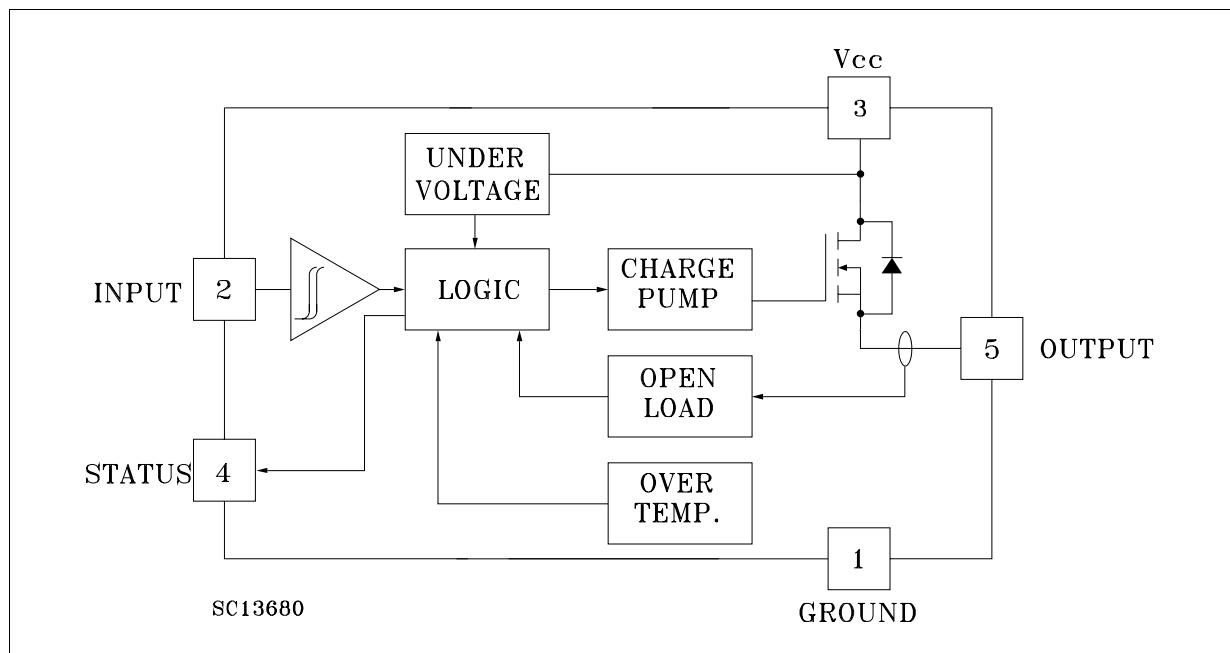 Vcc
3
UNDER
VOLTAGE
INPUT
2
LOGIC
CHARGE
PUMP
5
OUTPUT
OPEN
LOAD
STATUS
4
OVER
TEMP.
1
GROUND
SC13680